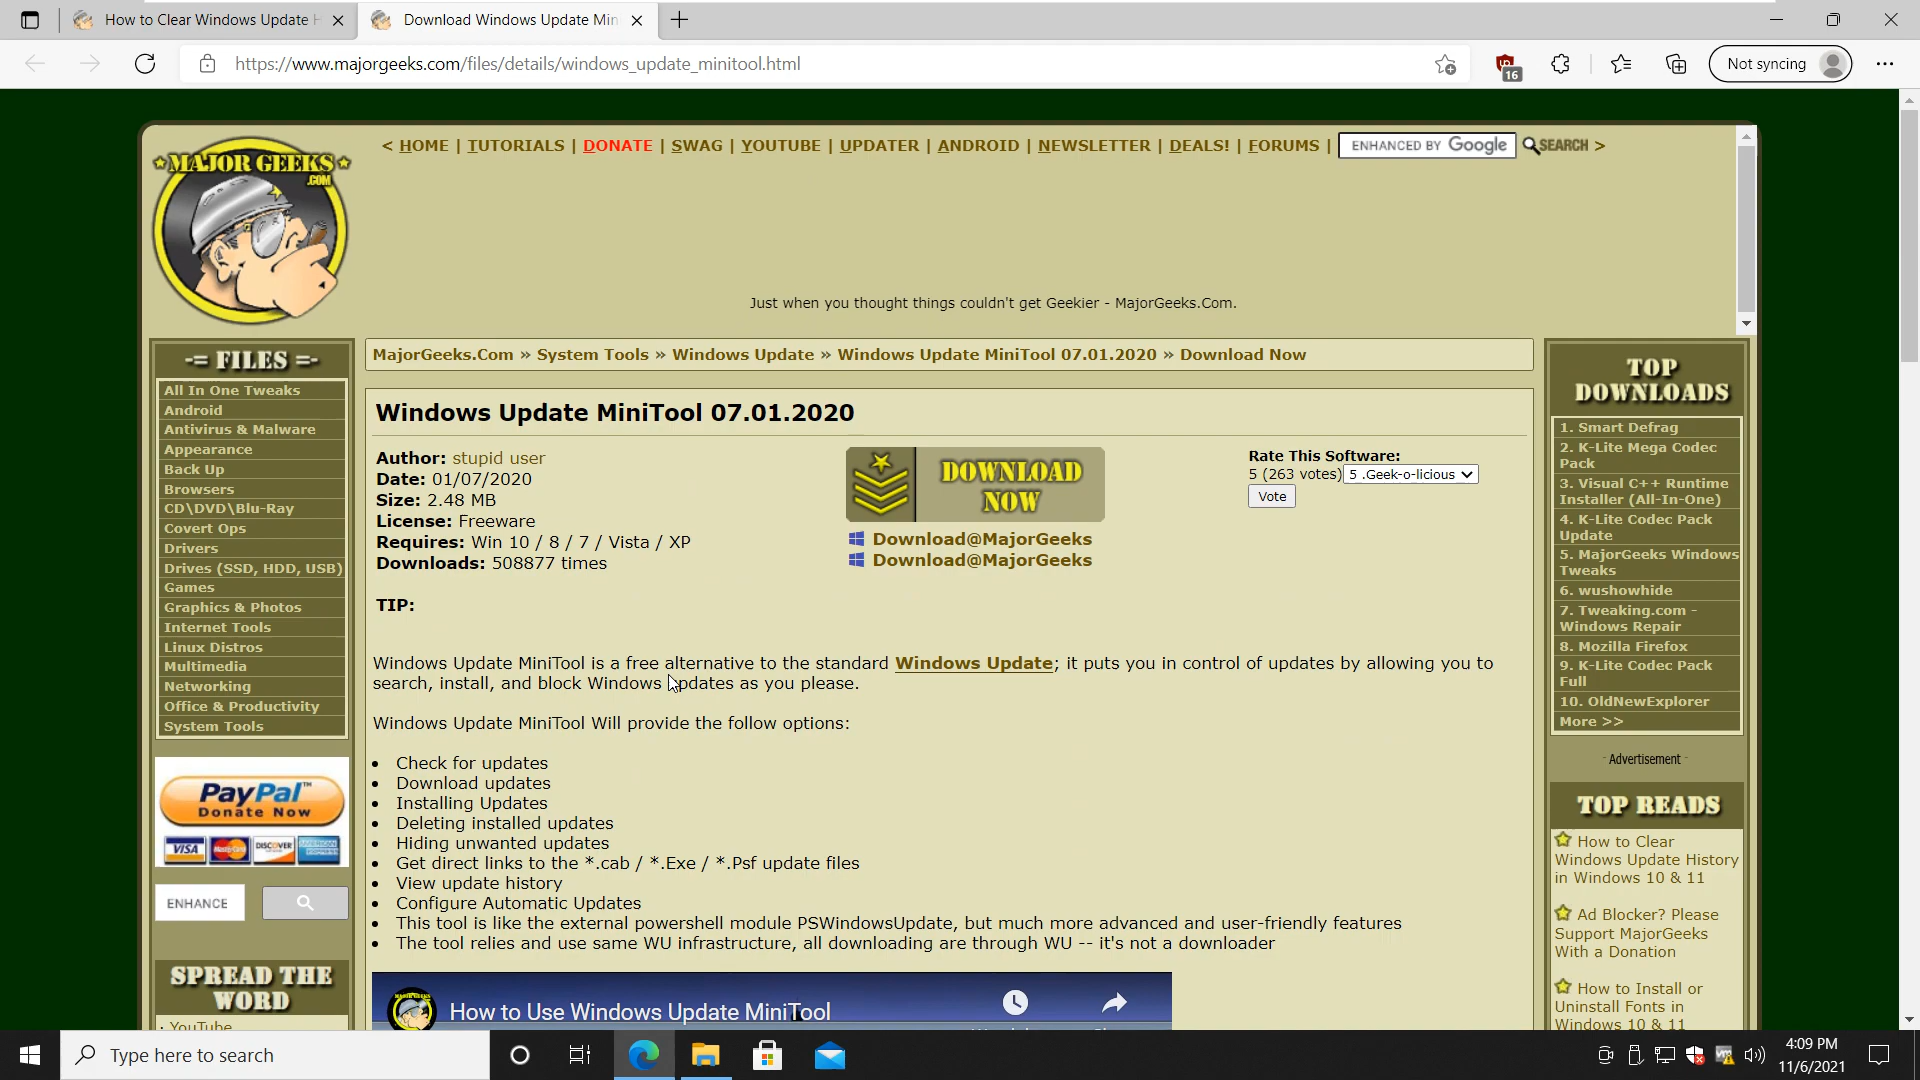 How to Clear Windows Update H
Download Windows Update Min
https://www.majorgeeks.com/files/details/windows_update_minitool.html
16
Not syncing
MAJOR GEEKS
.COM
< HOME | TUTORIALS | DONATE | SWAG | YOUTUBE | UPDATER | ANDROID | NEWSLETTER | DEALS! | FORUMS | ENHANCED BY Google SEARCH >
Just when you thought things couldn't get Geekier - MajorGeeks.Com.
-= FILES =-
All In One Tweaks
Android
Antivirus & Malware
Appearance
Back Up
Browsers
CD\DVD\Blu-Ray
Covert Ops
Drivers
Drives (SSD, HDD, USB)
Games
Graphics & Photos
Internet Tools
Linux Distros
Multimedia
Networking
Office & Productivity
System Tools
PayPal™
Donate Now
VISA MasterCard DISCOVER
ENHANCE
SPREAD THE
WORD
· YouTube
MajorGeeks.Com » System Tools » Windows Update » Windows Update MiniTool 07.01.2020 » Download Now
Windows Update MiniTool 07.01.2020
Author: stupid user
Date: 01/07/2020
Size: 2.48 MB
License: Freeware
Requires: Win 10 / 8 / 7 / Vista / XP
Downloads: 508877 times
DOWNLOAD
NOW
Download@MajorGeeks
Download@MajorGeeks
Rate This Software:
5 (263 votes) 5 .Geek-o-licious
Vote
TIP:
Windows Update MiniTool is a free alternative to the standard Windows Update; it puts you in control of updates by allowing you to
search, install, and block Windows Updates as you please.
Windows Update MiniTool Will provide the follow options:
• Check for updates
• Download updates
• Installing Updates
• Deleting installed updates
• Hiding unwanted updates
• Get direct links to the *.cab / *.Exe / *.Psf update files
• View update history
• Configure Automatic Updates
• This tool is like the external powershell module PSWindowsUpdate, but much more advanced and user-friendly features
• The tool relies and use same WU infrastructure, all downloading are through WU -- it's not a downloader
MAJOR GEEKS
How to Use Windows Update MiniTool
TOP
DOWNLOADS
1. Smart Defrag
2. K-Lite Mega Codec
Pack
3. Visual C++ Runtime
Installer (All-In-One)
4. K-Lite Codec Pack
Update
5. MajorGeeks Windows
Tweaks
6. wushowhide
7. Tweaking.com -
Windows Repair
8. Mozilla Firefox
9. K-Lite Codec Pack
Full
10. OldNewExplorer
More >>
- Advertisement -
TOP READS
How to Clear
Windows Update History
in Windows 10 & 11
Ad Blocker? Please
Support MajorGeeks
With a Donation
How to Install or
Uninstall Fonts in
Windows 10 & 11
Type here to search
4:09 PM
11/6/2021